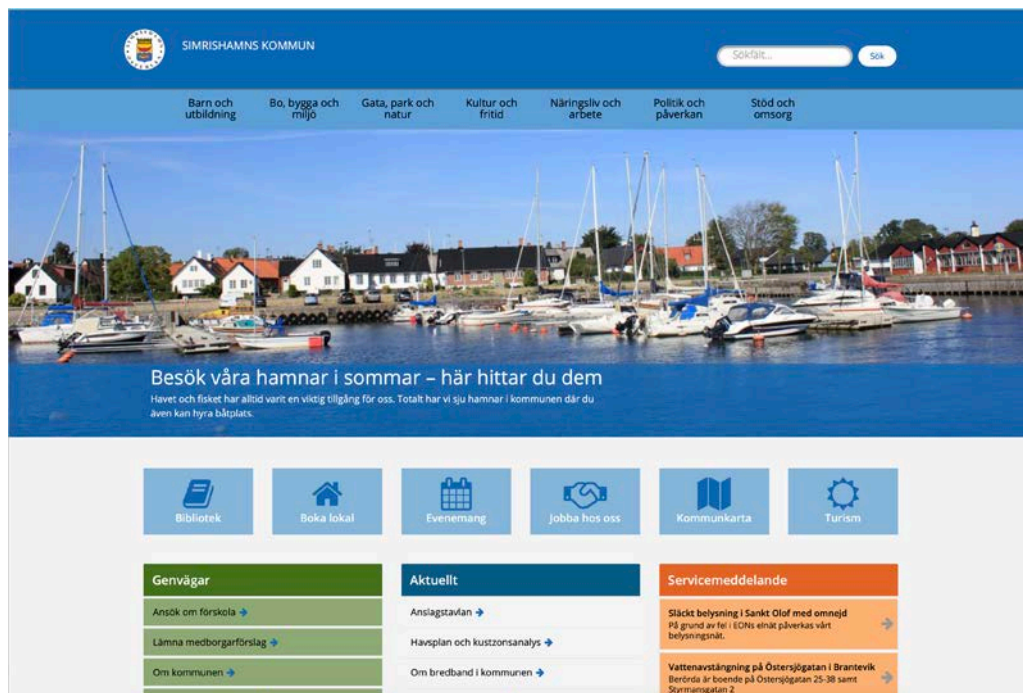 SIMRISHAMNS KOMMUN
Sökfält...
Sök
Barn och
utbildning
Bo, bygga och
miljö
Gata, park och
natur
Kultur och
fritid
Näringsliv och
arbete
Politik och
påverkan
Stöd och
omsorg
Besök våra hamnar i sommar – här hittar du dem
Havet och fisket har alltid varit en viktig tillgång för oss. Totalt har vi sju hamnar i kommunen där du
även kan hyra båtplats.
Bibliotek
Boka lokal
Evenemang
Jobba hos oss
Kommunkarta
Turism
Genvägar
Ansök om förskola
Lämna medborgarförslag
Om kommunen
Aktuellt
Anslagstavlan
Havsplan och kustzonsanalys
Om bredband i kommunen
Servicemeddelande
Släckt belysning i Sankt Olof med omnejd
På grund av fel i EONs elnät påverkas vårt
belysningsnät.
Vattenavstängning på Östersjögatan i Brantevik
Berörda är boende på Östersjögatan 25-38 samt
Styrmansgatan 2